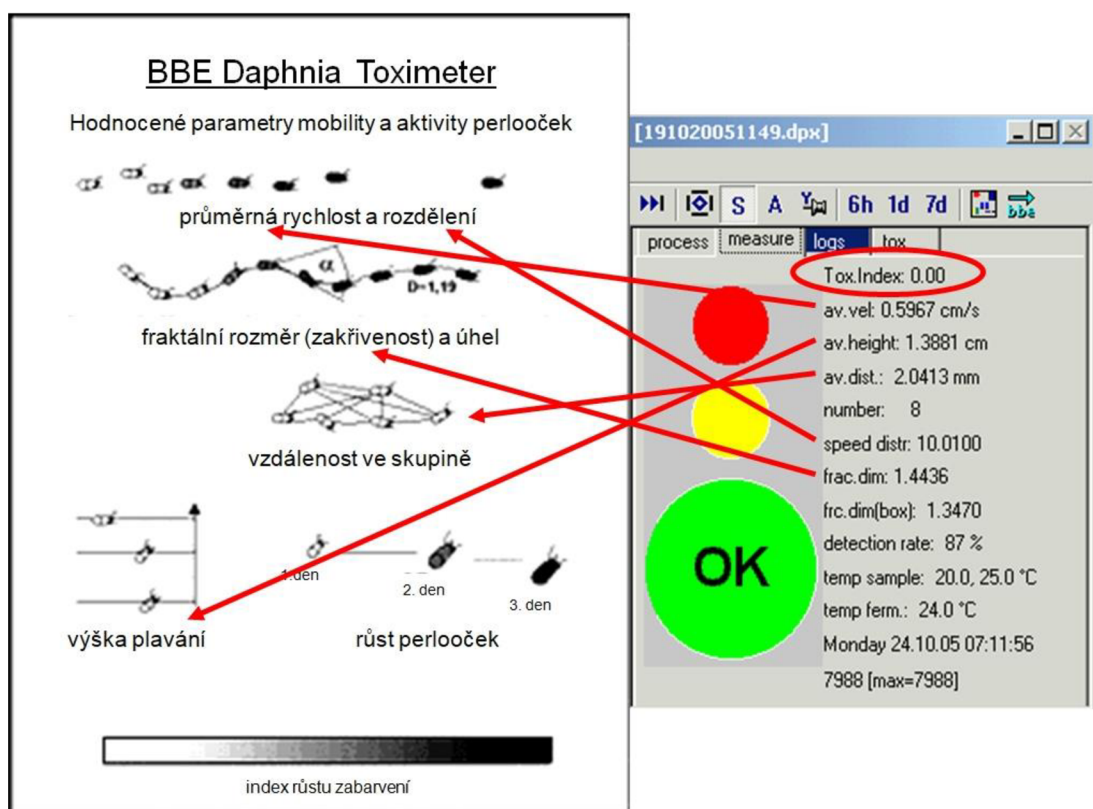 BBE Daphnia Toximeter
Hodnocené parametry mobility a aktivity perlooček
průměrná rychlost a rozdělení
α
D=1,19
fraktální rozměr (zakřivenost) a úhel
vzdálenost ve skupině
1.den
2. den
3. den
výška plavání
růst perlooček
index růstu zabarvení
[191020051149.dpx]
S A 6h 1d 7d bbe
process measure logs tox
Tox.Index: 0.00
av.vel: 0.5967 cm/s
av.height: 1.3881 cm
av.dist.: 2.0413 mm
number: 8
speed distr: 10.0100
frac.dim: 1.4436
frc.dim(box): 1.3470
detection rate: 87 %
temp sample: 20.0, 25.0 °C
temp ferm.: 24.0 °C
Monday 24.10.05 07:11:56
7988 [max=7988]
OK